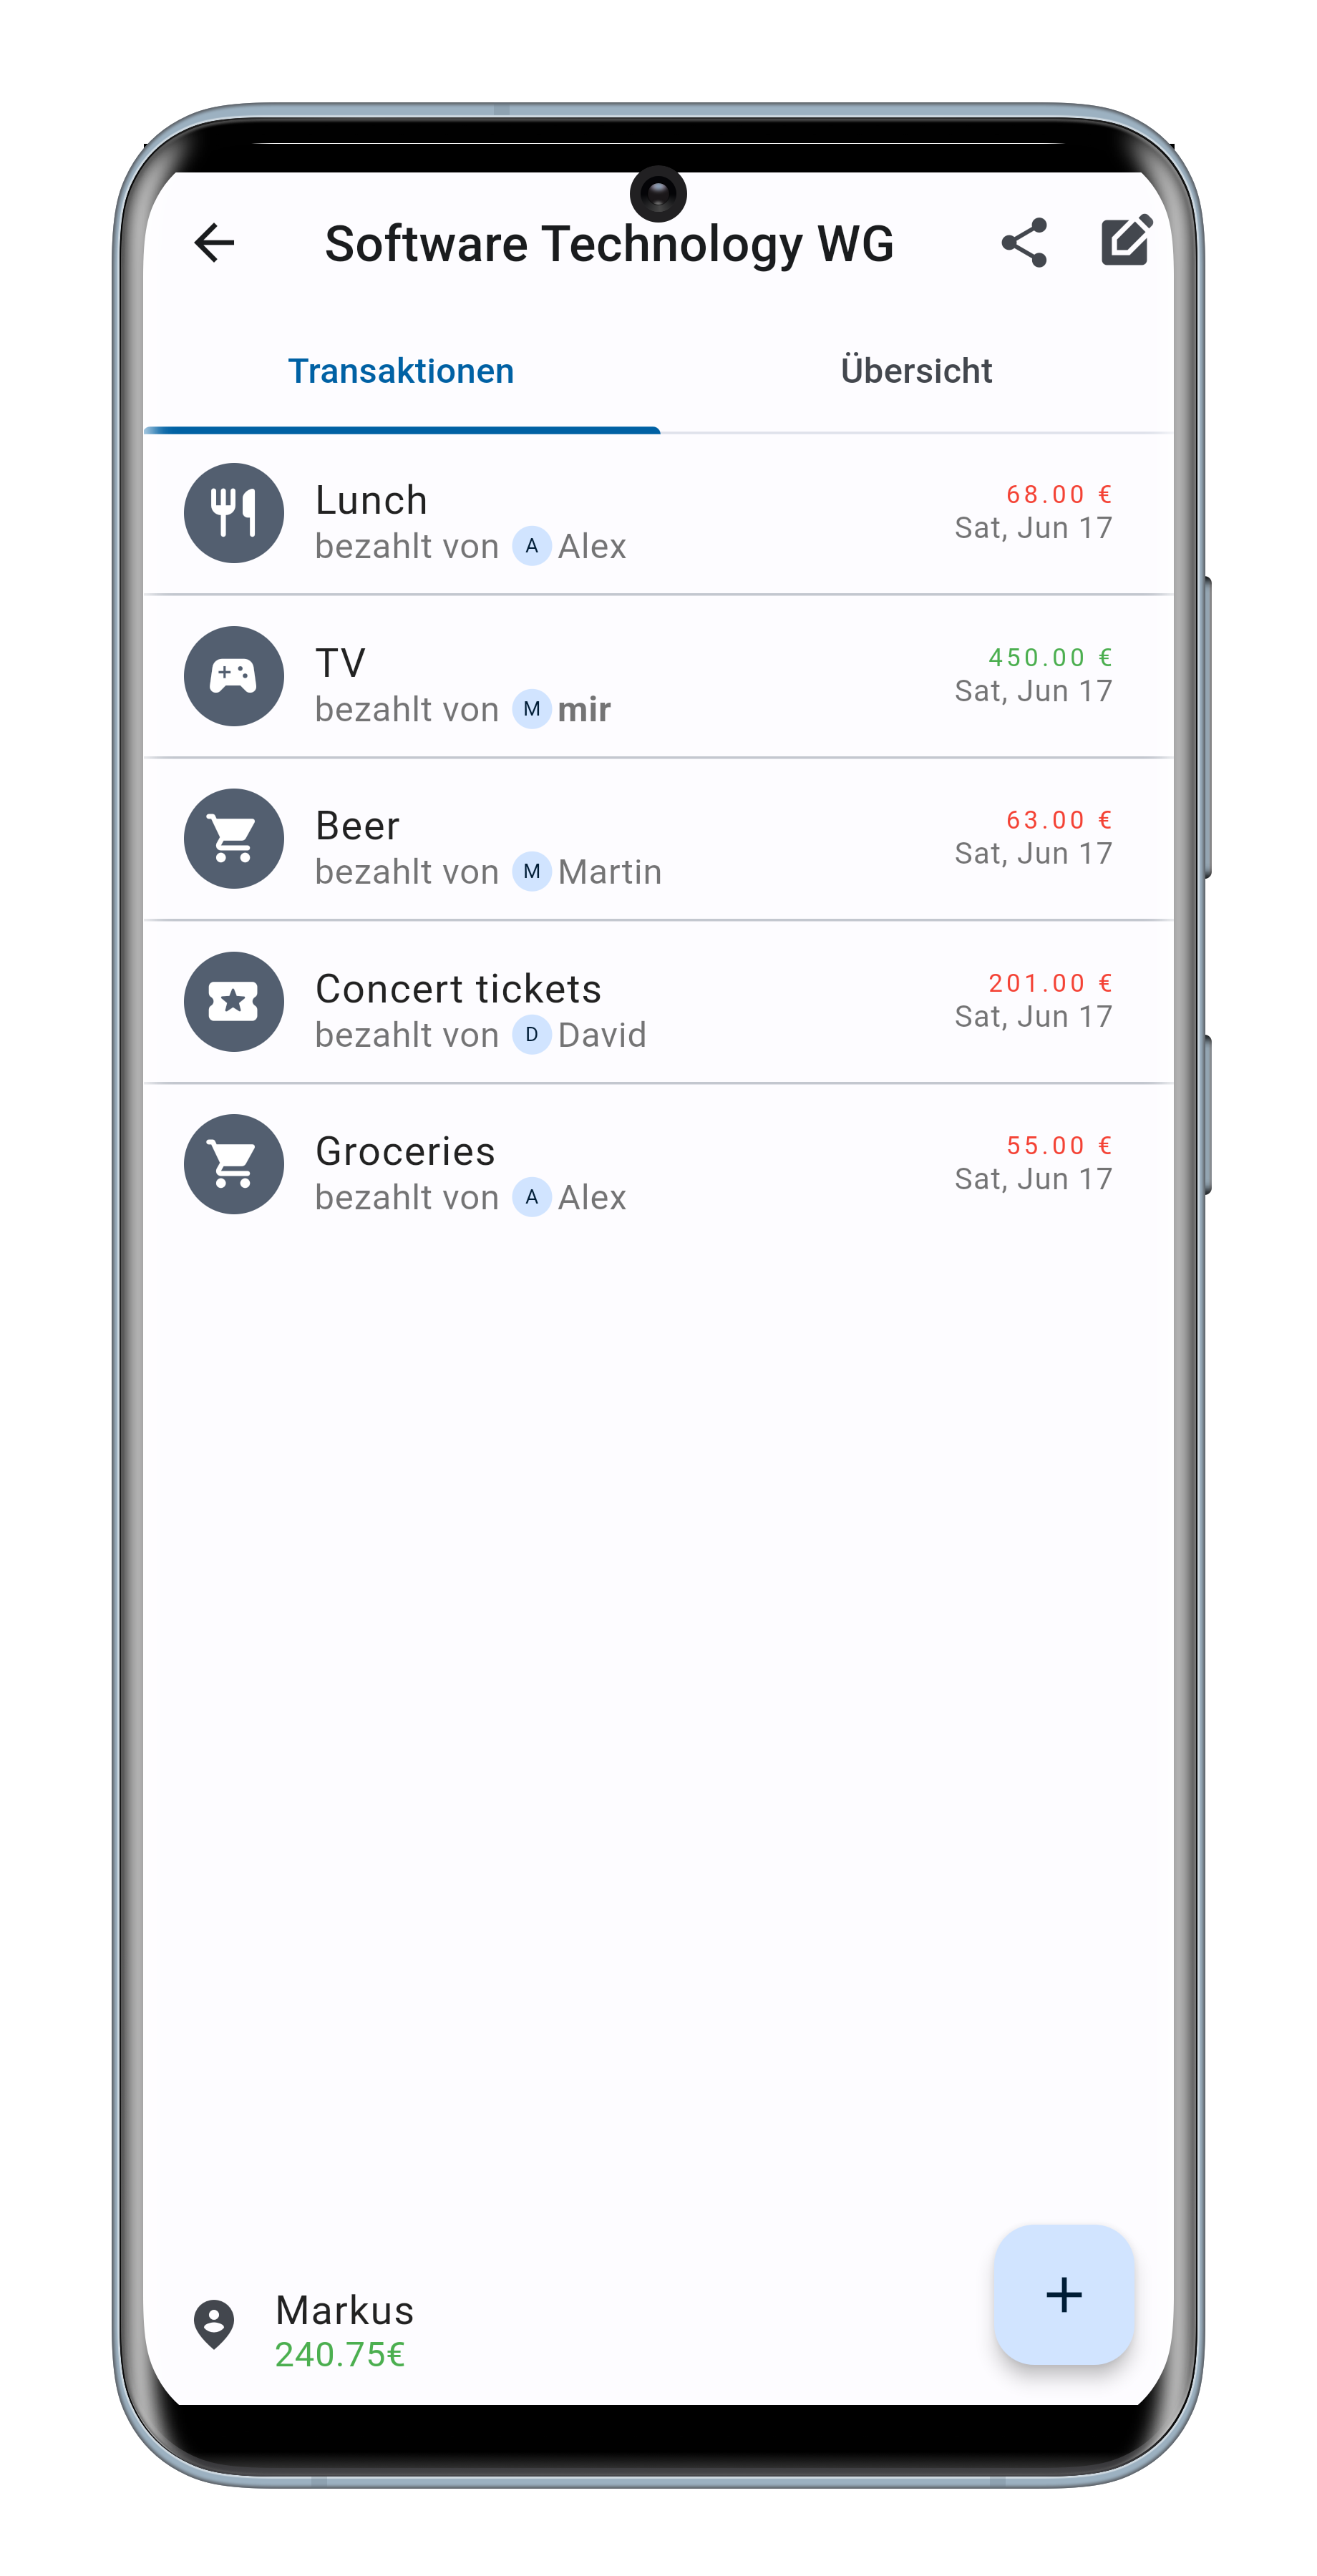 Software Technology WG
Transaktionen
Übersicht
Lunch
68.00 €
bezahlt von A Alex
Sat, Jun 17
TV
450.00 €
bezahlt von M mir
Sat, Jun 17
Beer
63.00 €
bezahlt von M Martin
Sat, Jun 17
Concert tickets
201.00 €
bezahlt von D David
Sat, Jun 17
Groceries
55.00 €
bezahlt von A Alex
Sat, Jun 17
Markus
240.75€